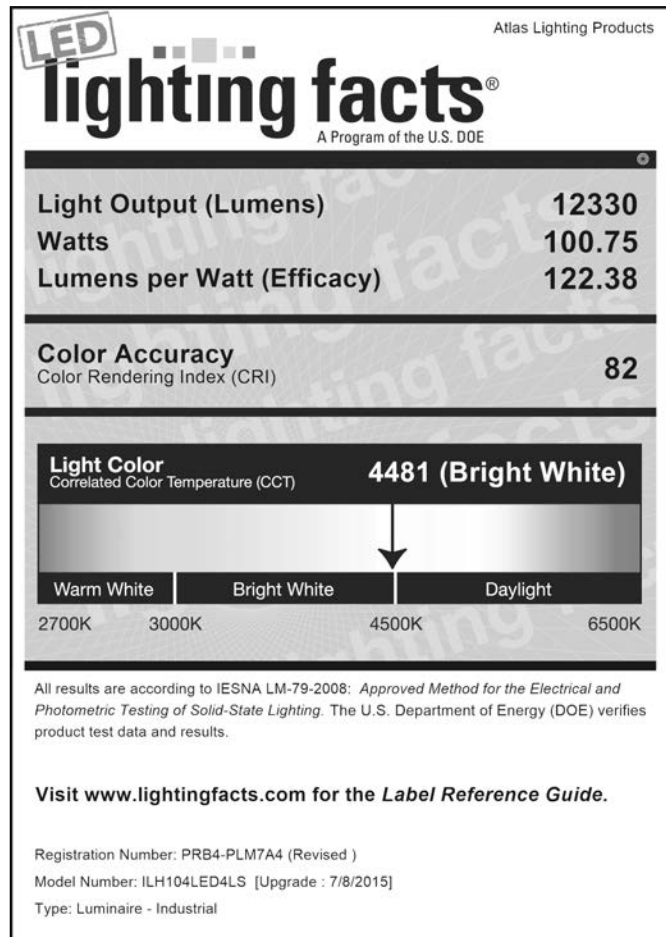 Atlas Lighting Products
LED
lighting facts®
A Program of the U.S. DOE
Light Output (Lumens) 12330
Watts 100.75
Lumens per Watt (Efficacy) 122.38
Color Accuracy
Color Rendering Index (CRI) 82
Light Color
Correlated Color Temperature (CCT) 4481 (Bright White)
Warm White Bright White Daylight
2700K 3000K 4500K 6500K
All results are according to IESNA LM-79-2008: Approved Method for the Electrical and
Photometric Testing of Solid-State Lighting. The U.S. Department of Energy (DOE) verifies
product test data and results.
Visit www.lightingfacts.com for the Label Reference Guide.
Registration Number: PRB4-PLM7A4 (Revised )
Model Number: ILH104LED4LS [Upgrade : 7/8/2015]
Type: Luminaire - Industrial